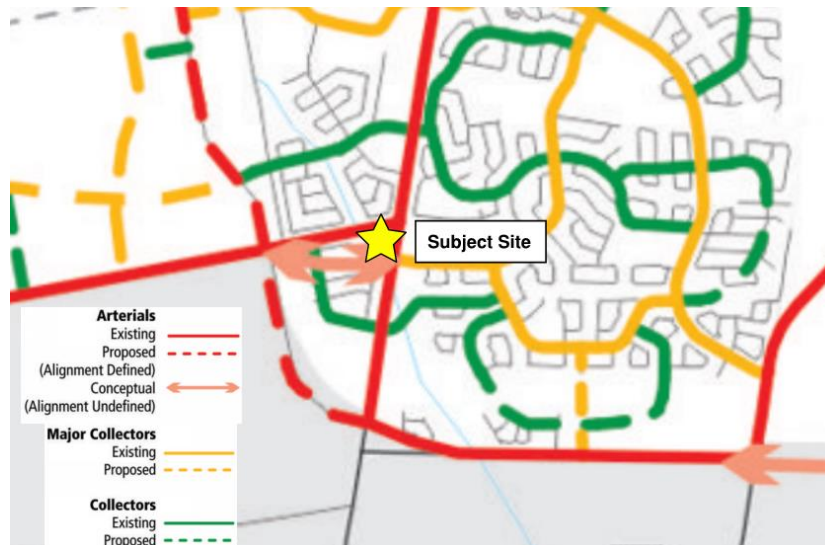 Subject Site
Arterials
Existing
Proposed
(Alignment Defined)
Conceptual
(Alignment Undefined)
Major Collectors
Existing
Proposed
Collectors
Existing
Proposed